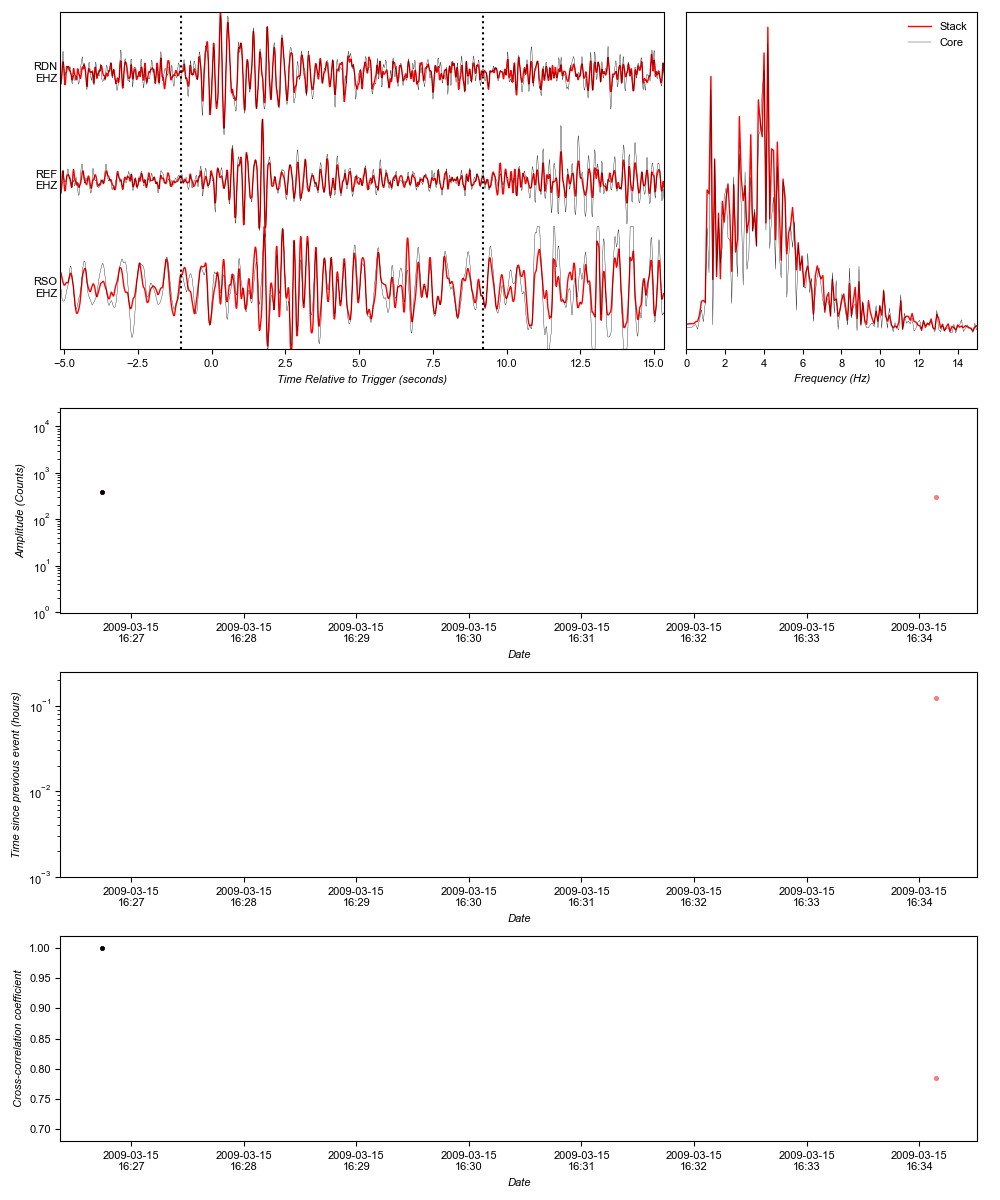 RDN
EHZ
REF
EHZ
RSO
EHZ
−5.0 −2.5 0.0 2.5 5.0 7.5 10.0 12.5 15.0
Time Relative to Trigger (seconds)
Stack
Core
0 2 4 6 8 10 12 14
Frequency (Hz)
Amplitude (Counts)
10⁴
10³
10²
10¹
10⁰
2009-03-15 2009-03-15 2009-03-15 2009-03-15 2009-03-15 2009-03-15 2009-03-15 2009-03-15
16:27 16:28 16:29 16:30 16:31 16:32 16:33 16:34
Date
Time since previous event (hours)
10⁻¹
10⁻²
10⁻³
2009-03-15 2009-03-15 2009-03-15 2009-03-15 2009-03-15 2009-03-15 2009-03-15 2009-03-15
16:27 16:28 16:29 16:30 16:31 16:32 16:33 16:34
Date
Cross-correlation coefficient
1.00
0.95
0.90
0.85
0.80
0.75
0.70
2009-03-15 2009-03-15 2009-03-15 2009-03-15 2009-03-15 2009-03-15 2009-03-15 2009-03-15
16:27 16:28 16:29 16:30 16:31 16:32 16:33 16:34
Date